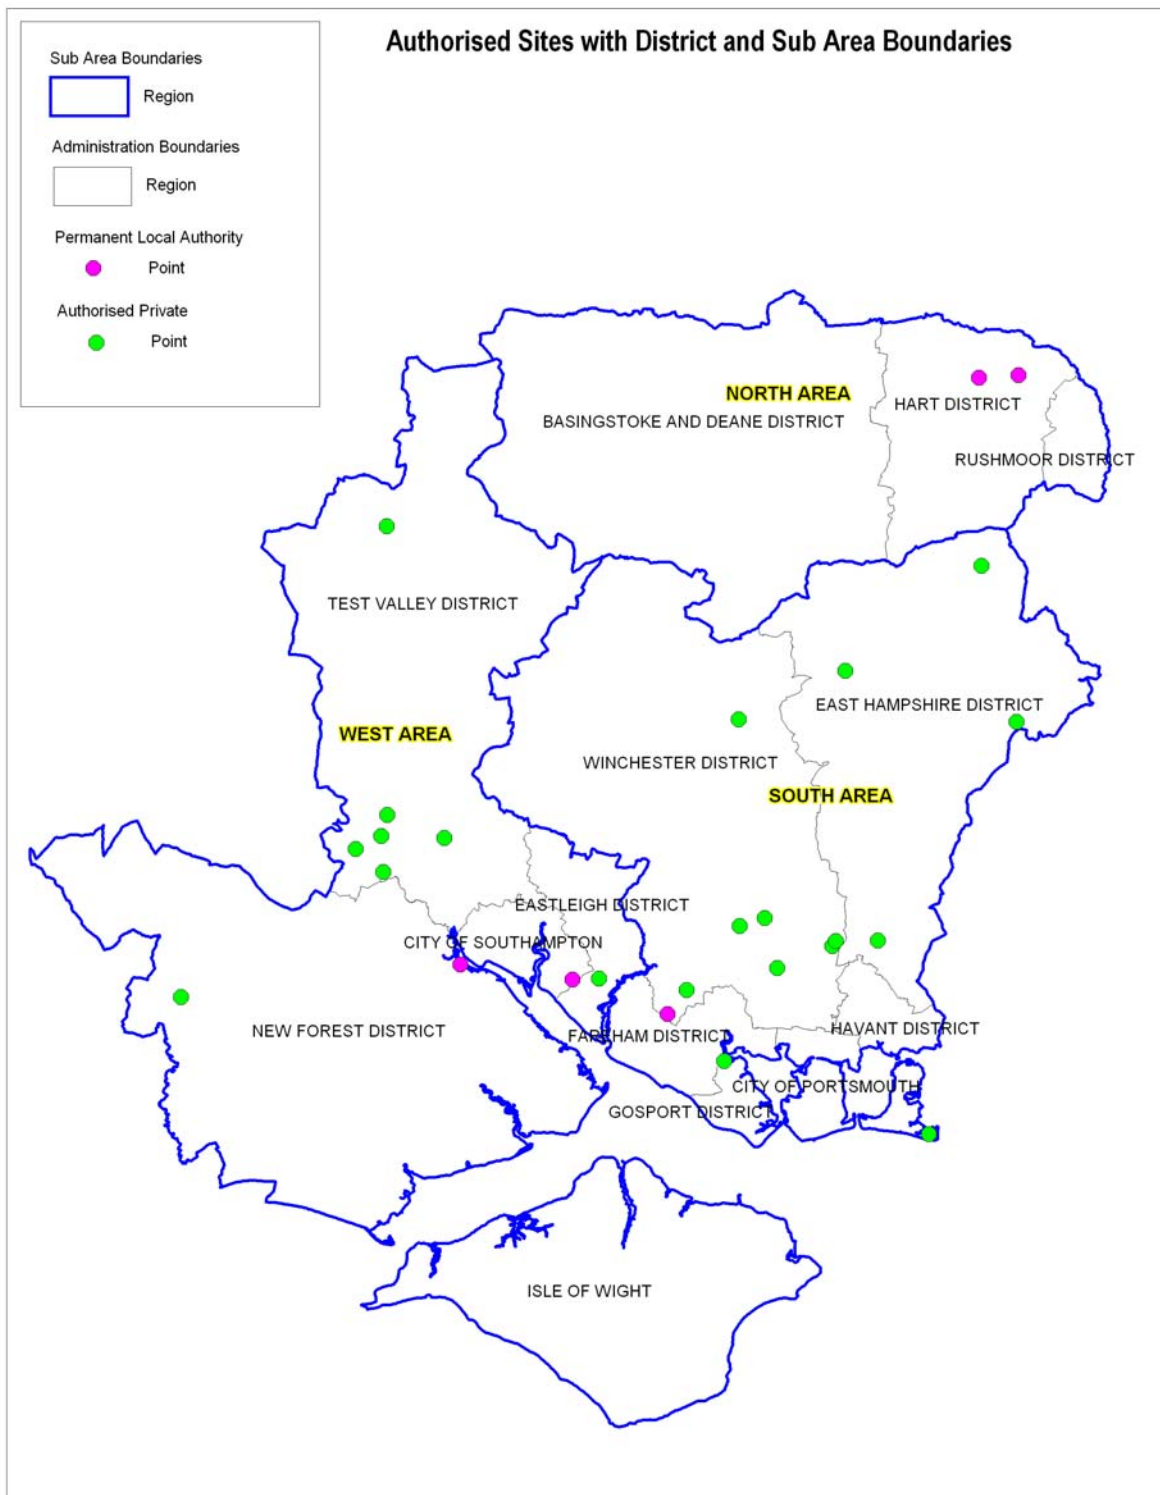 Authorised Sites with District and Sub Area Boundaries
Sub Area Boundaries
Region
Administration Boundaries
Region
Permanent Local Authority
Point
Authorised Private
Point
NORTH AREA
HART DISTRICT
BASINGSTOKE AND DEANE DISTRICT
RUSHMOOR DISTRICT
TEST VALLEY DISTRICT
EAST HAMPSHIRE DISTRICT
WEST AREA
WINCHESTER DISTRICT
SOUTH AREA
EASTLEIGH DISTRICT
CITY OF SOUTHAMPTON
NEW FOREST DISTRICT
FAREHAM DISTRICT
HAVANT DISTRICT
CITY OF PORTSMOUTH
GOSPORT DISTRICT
ISLE OF WIGHT